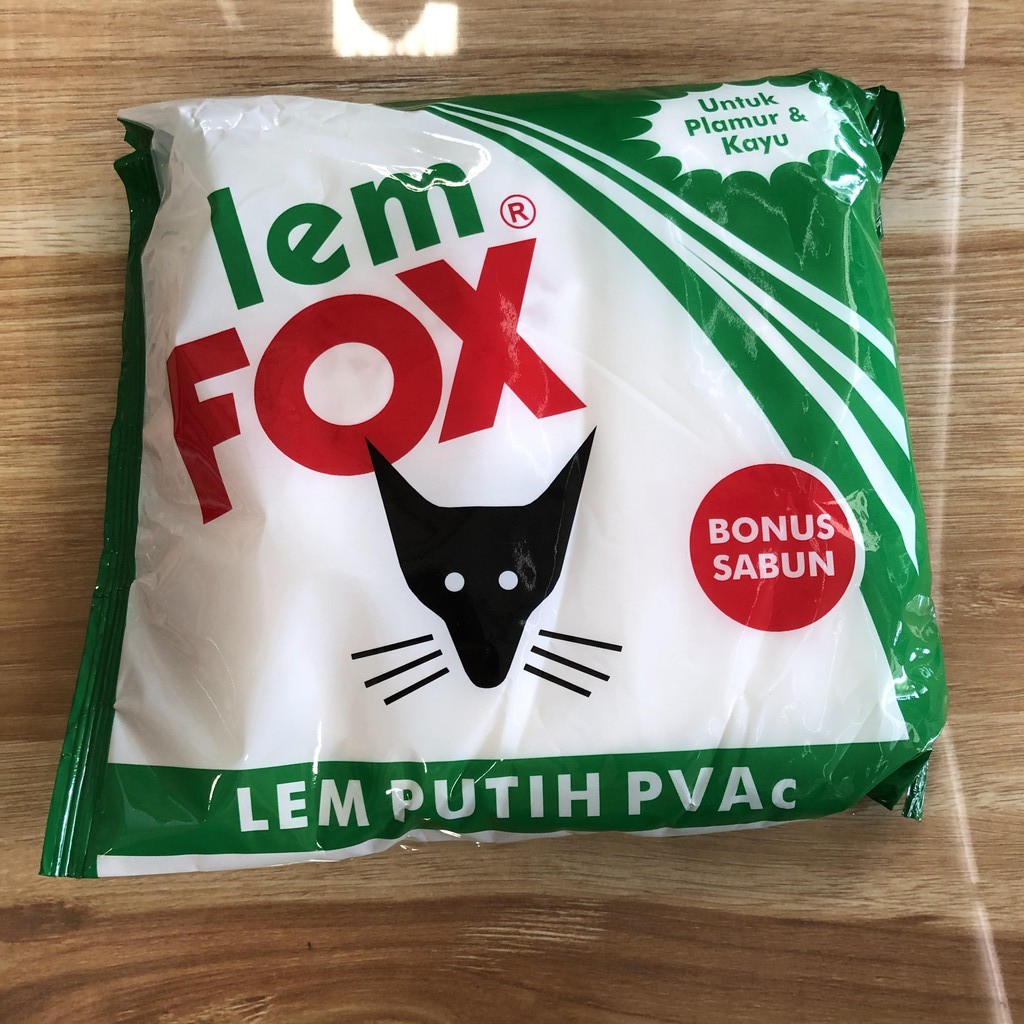 Untuk
Plamur &
Kayu
lem ®
FOX
BONUS
SABUN
LEM PUTIH PVAc